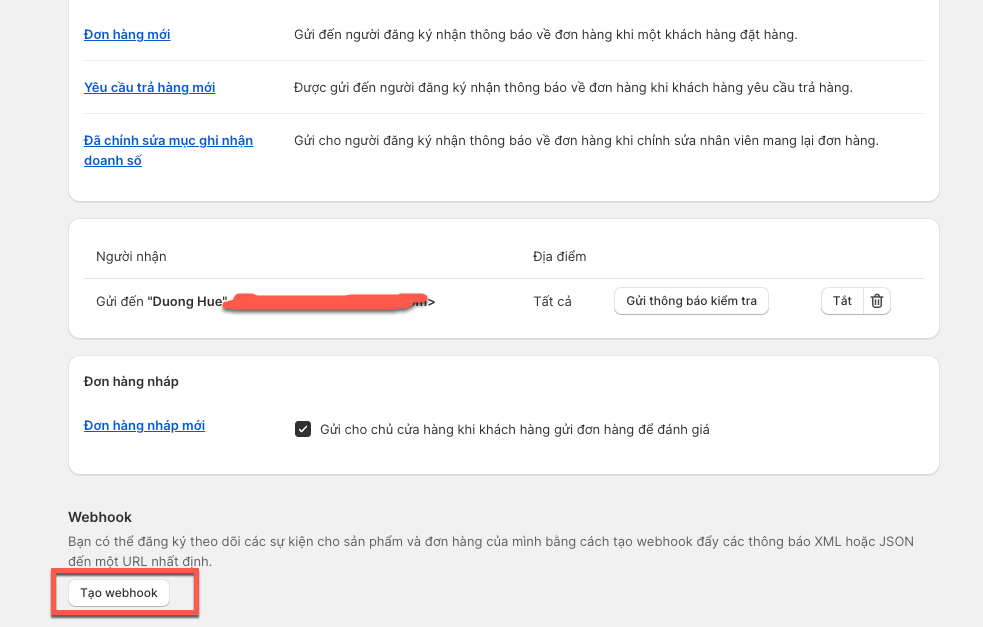 Đơn hàng mới
Gửi đến người đăng ký nhận thông báo về đơn hàng khi một khách hàng đặt hàng.
Yêu cầu trả hàng mới
Được gửi đến người đăng ký nhận thông báo về đơn hàng khi khách hàng yêu cầu trả hàng.
Đã chỉnh sửa mục ghi nhận
doanh số
Gửi cho người đăng ký nhận thông báo về đơn hàng khi chỉnh sửa nhân viên mang lại đơn hàng.
Người nhận
Địa điểm
Gửi đến "Duong Hue"
Tất cả
Gửi thông báo kiểm tra
Tắt
Đơn hàng nháp
Đơn hàng nháp mới
Gửi cho chủ cửa hàng khi khách hàng gửi đơn hàng để đánh giá
Webhook
Bạn có thể đăng ký theo dõi các sự kiện cho sản phẩm và đơn hàng của mình bằng cách tạo webhook đẩy các thông báo XML hoặc JSON
đến một URL nhất định.
Tạo webhook